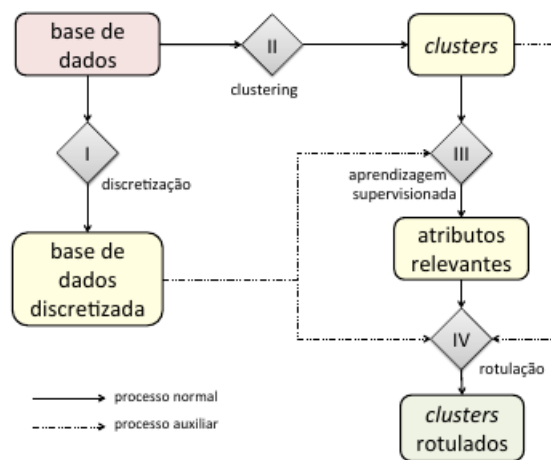 base de
dados
II
clustering
clusters
I
discretização
III
aprendizagem
supervisionada
base de
dados
discretizada
atributos
relevantes
IV
rotulação
processo normal
processo auxiliar
clusters
rotulados